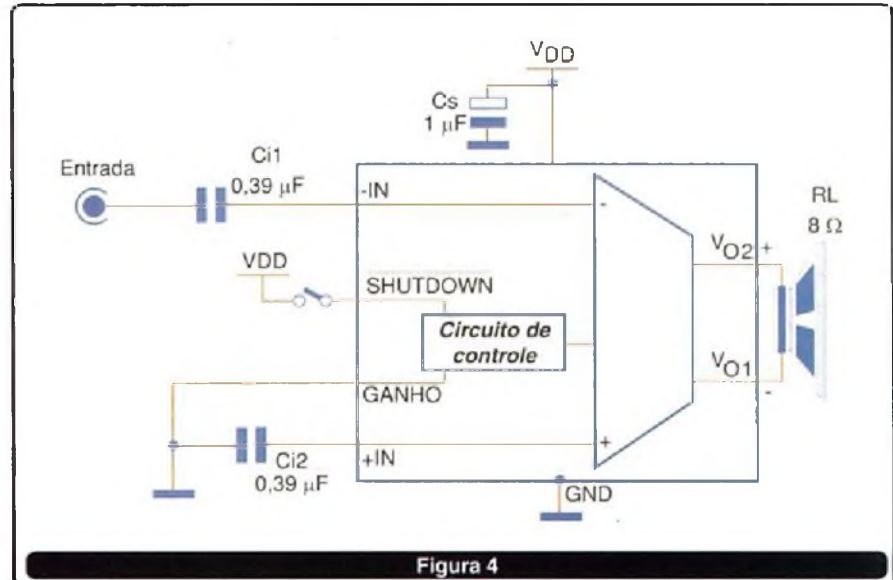 VDD
Cs
1 µF
Ci1
0,39 µF
Entrada
-IN
RL
8 Ω
-
VO2 +
VDD
SHUTDOWN
Circuito de
controle
VO1
-
GANHO
+
Ci2
0,39 µF
+IN
GND
Figura 4